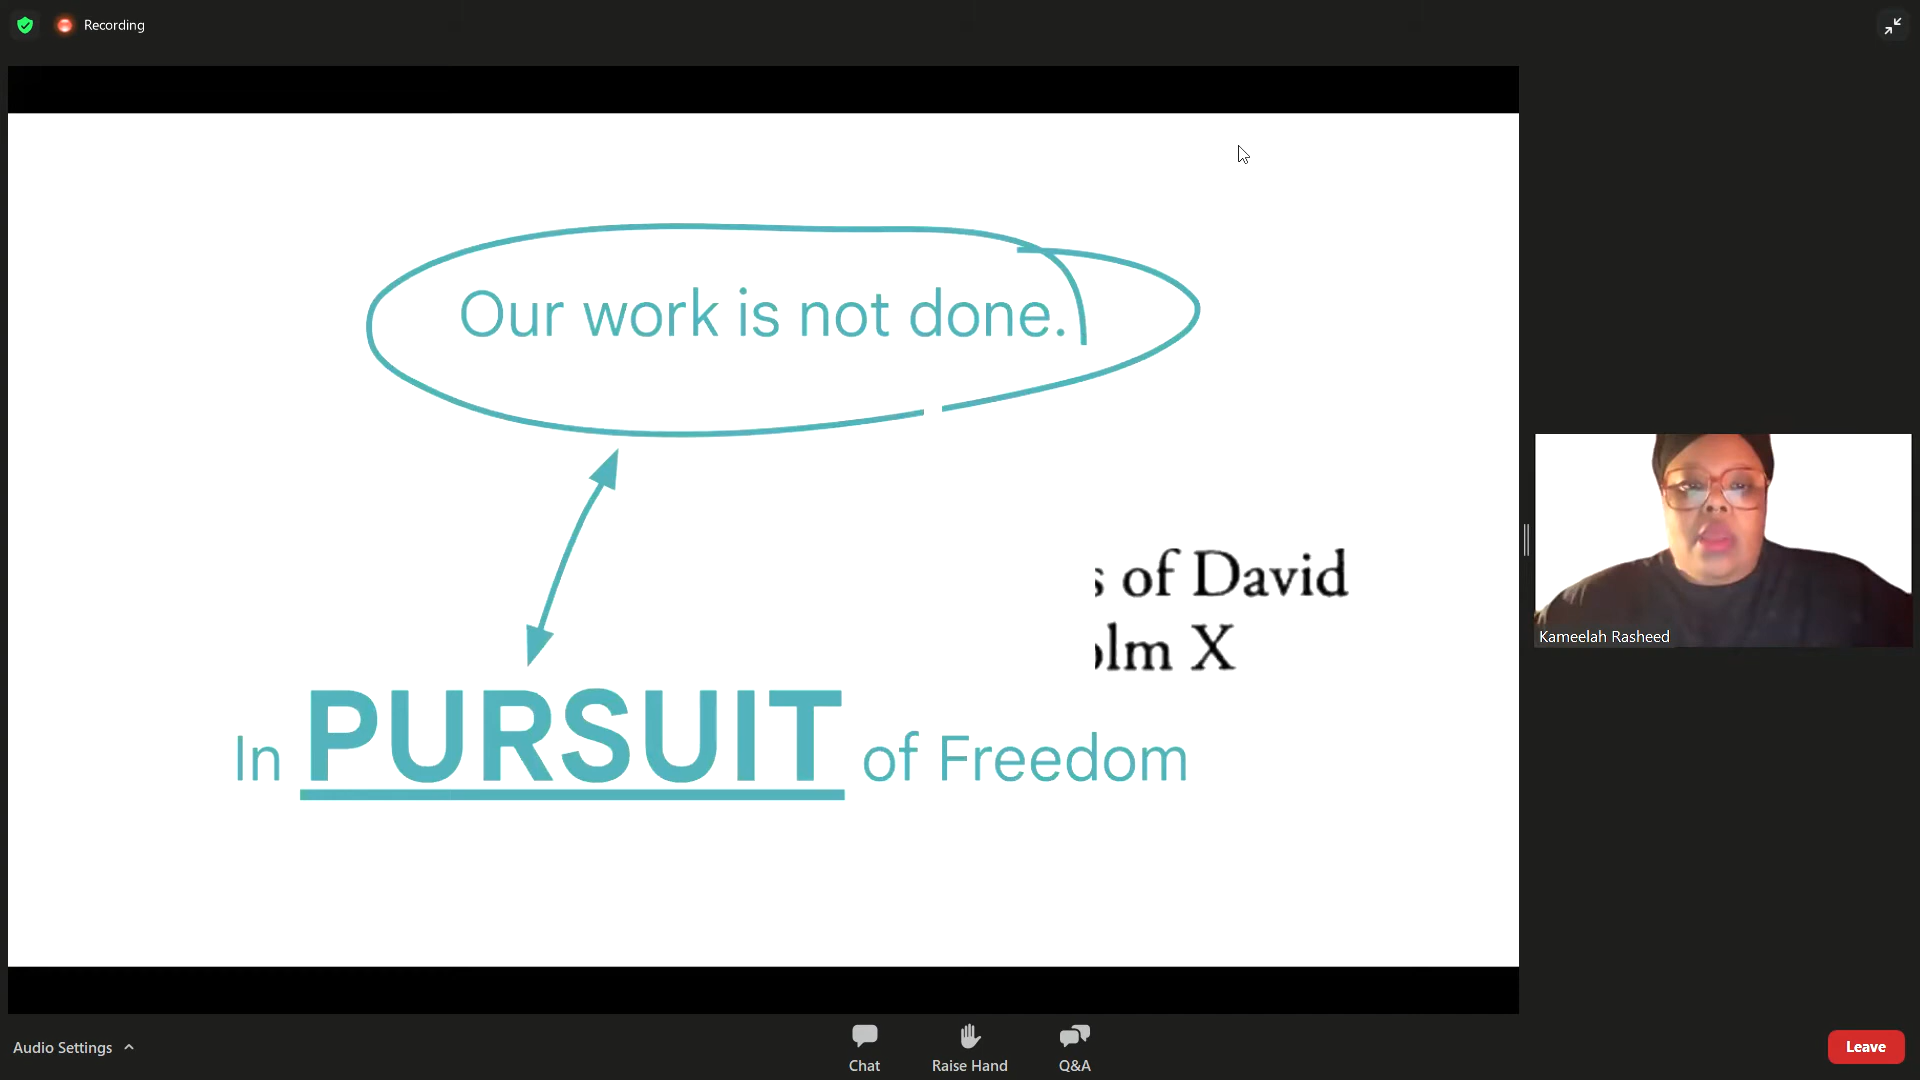 Recording
Our work is not done.
s of David
olm X
In PURSUIT of Freedom
Kameelah Rasheed
Audio Settings
Chat
Raise Hand
Q&A
Leave